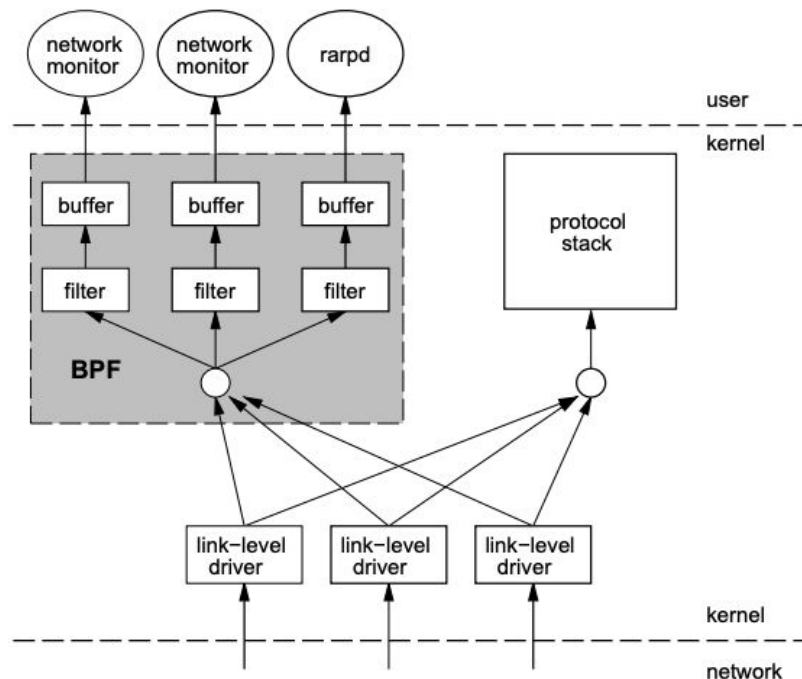 network
monitor
network
monitor
rarpd
user
kernel
buffer
buffer
buffer
protocol
stack
filter
filter
filter
BPF
link-level
driver
link-level
driver
link-level
driver
kernel
network